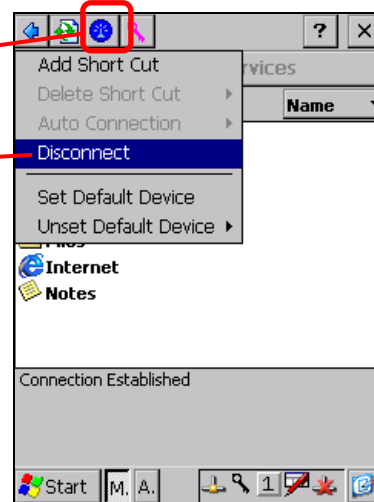 ?
Add Short Cut
rvices
Delete Short Cut
Name
Auto Connection
Disconnect
Set Default Device
Unset Default Device
Internet
Notes
Connection Established
Start M. A. 1